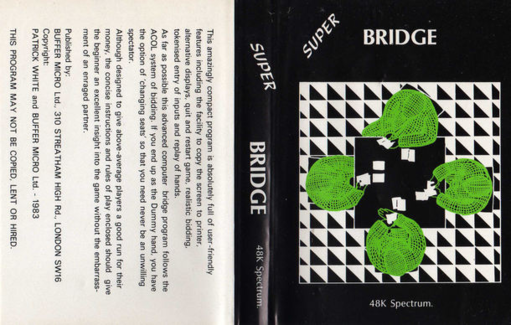 This amazingly compact program is absolutely full of user-friendly
features including the facility to copy the screen to printer,
alternative displays, quit and restart game, realistic bidding,
tokenised entry of inputs and replay of hands.
As far as possible this advanced computer bridge program follows the
ACOL system of bidding. If you end up as the Dummy hand, you have
the option of 'changing seats' so that you need never be an unwilling
spectator.
Although designed to give above-average players a good run for their
money, the concise instructions and rules of play enclosed should give
the beginner an excellent insight into the game without the embarrass-
ment of an enraged partner.
Published by:
BUFFER MICRO Ltd., 310 STREATHAM HIGH Rd., LONDON SW16
Copyright:
PATRICK WHITE and BUFFER MICRO Ltd. - 1983
THIS PROGRAM MAY NOT BE COPIED, LENT OR HIRED.
SUPER
BRIDGE
48K Spectrum
SUPER
BRIDGE
48K Spectrum.